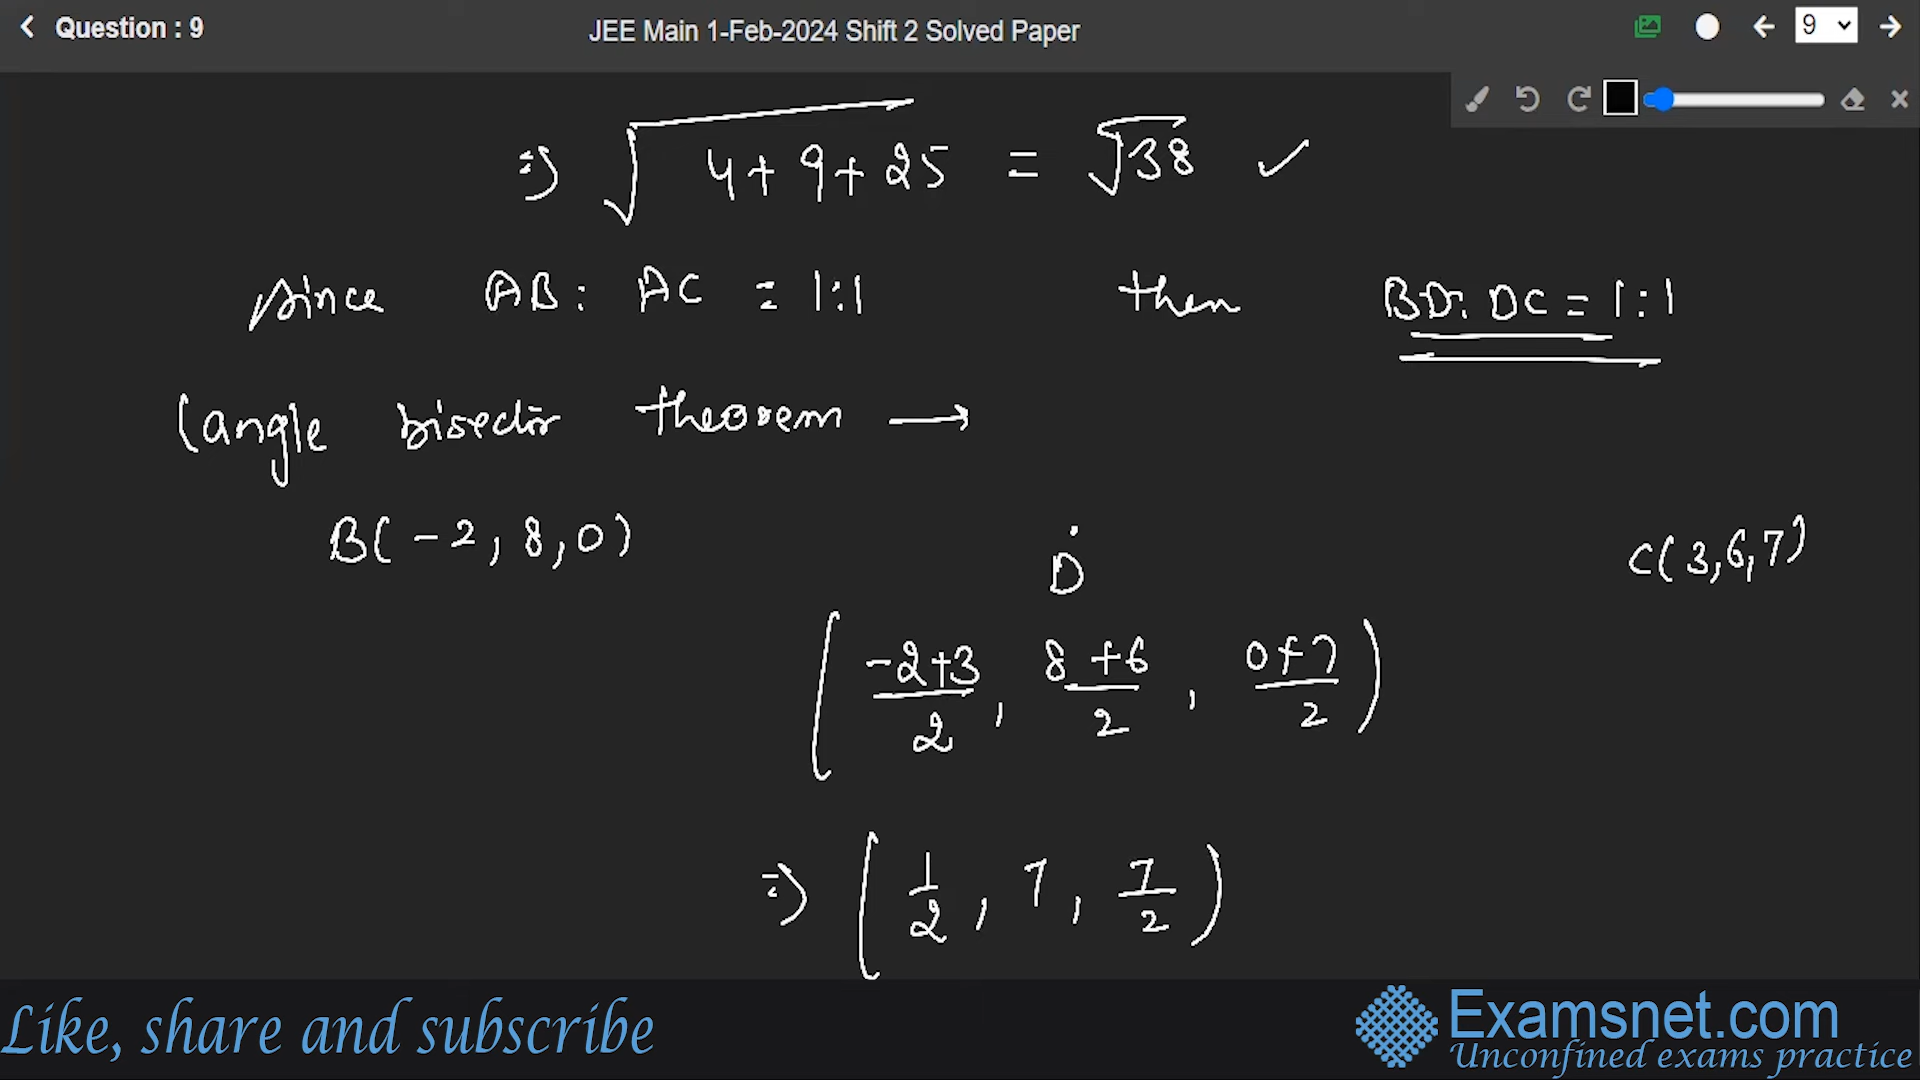 Question : 9
JEE Main 1-Feb-2024 Shift 2 Solved Paper
9
⇒ √4+9+25 = √38 ✓
since AB : AC = 1:1 then BD: DC = 1:1
(angle bisector theorem →
B(-2, 8, 0) D C(3,6,7)
(-2+3/2, 8+6/2, 0+7/2)
⇒ (1/2, 7, 7/2)
Like, share and subscribe
Examsnet.com
Unconfined exams practice